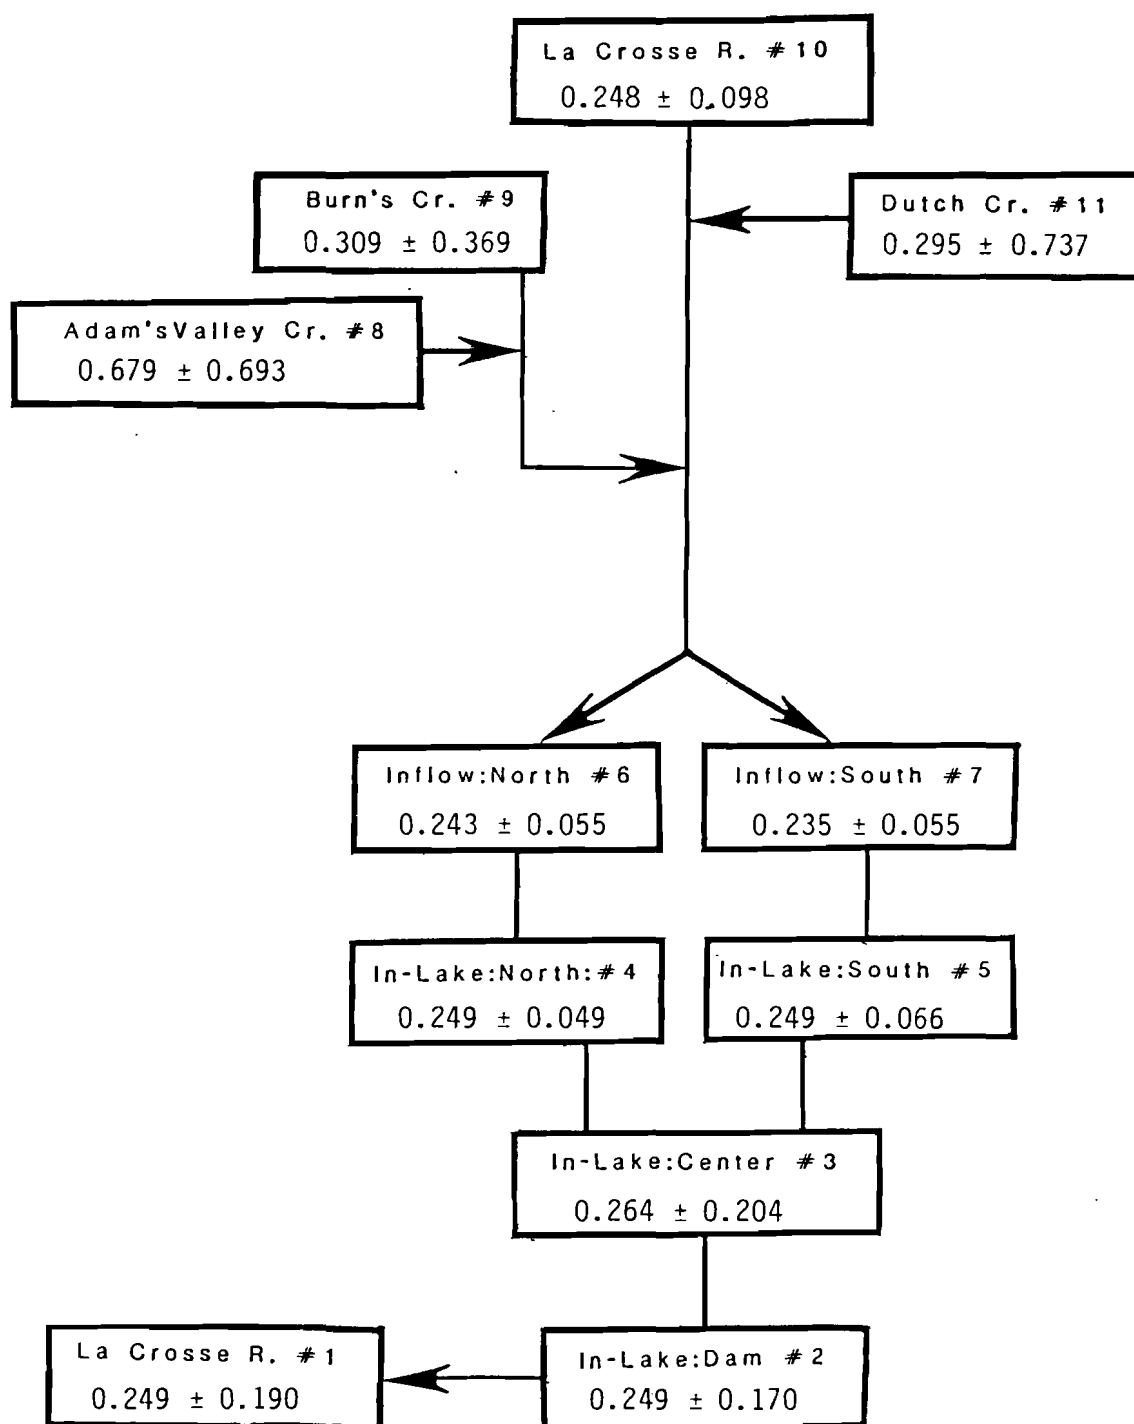 La Crosse R. #10
0.248 ± 0.098
Burn's Cr. #9
0.309 ± 0.369
Dutch Cr. #11
0.295 ± 0.737
Adam'sValley Cr. #8
0.679 ± 0.693
Inflow:North #6
0.243 ± 0.055
Inflow:South #7
0.235 ± 0.055
In-Lake:North:#4
0.249 ± 0.049
In-Lake:South #5
0.249 ± 0.066
In-Lake:Center #3
0.264 ± 0.204
La Crosse R. #1
0.249 ± 0.190
In-Lake:Dam #2
0.249 ± 0.170